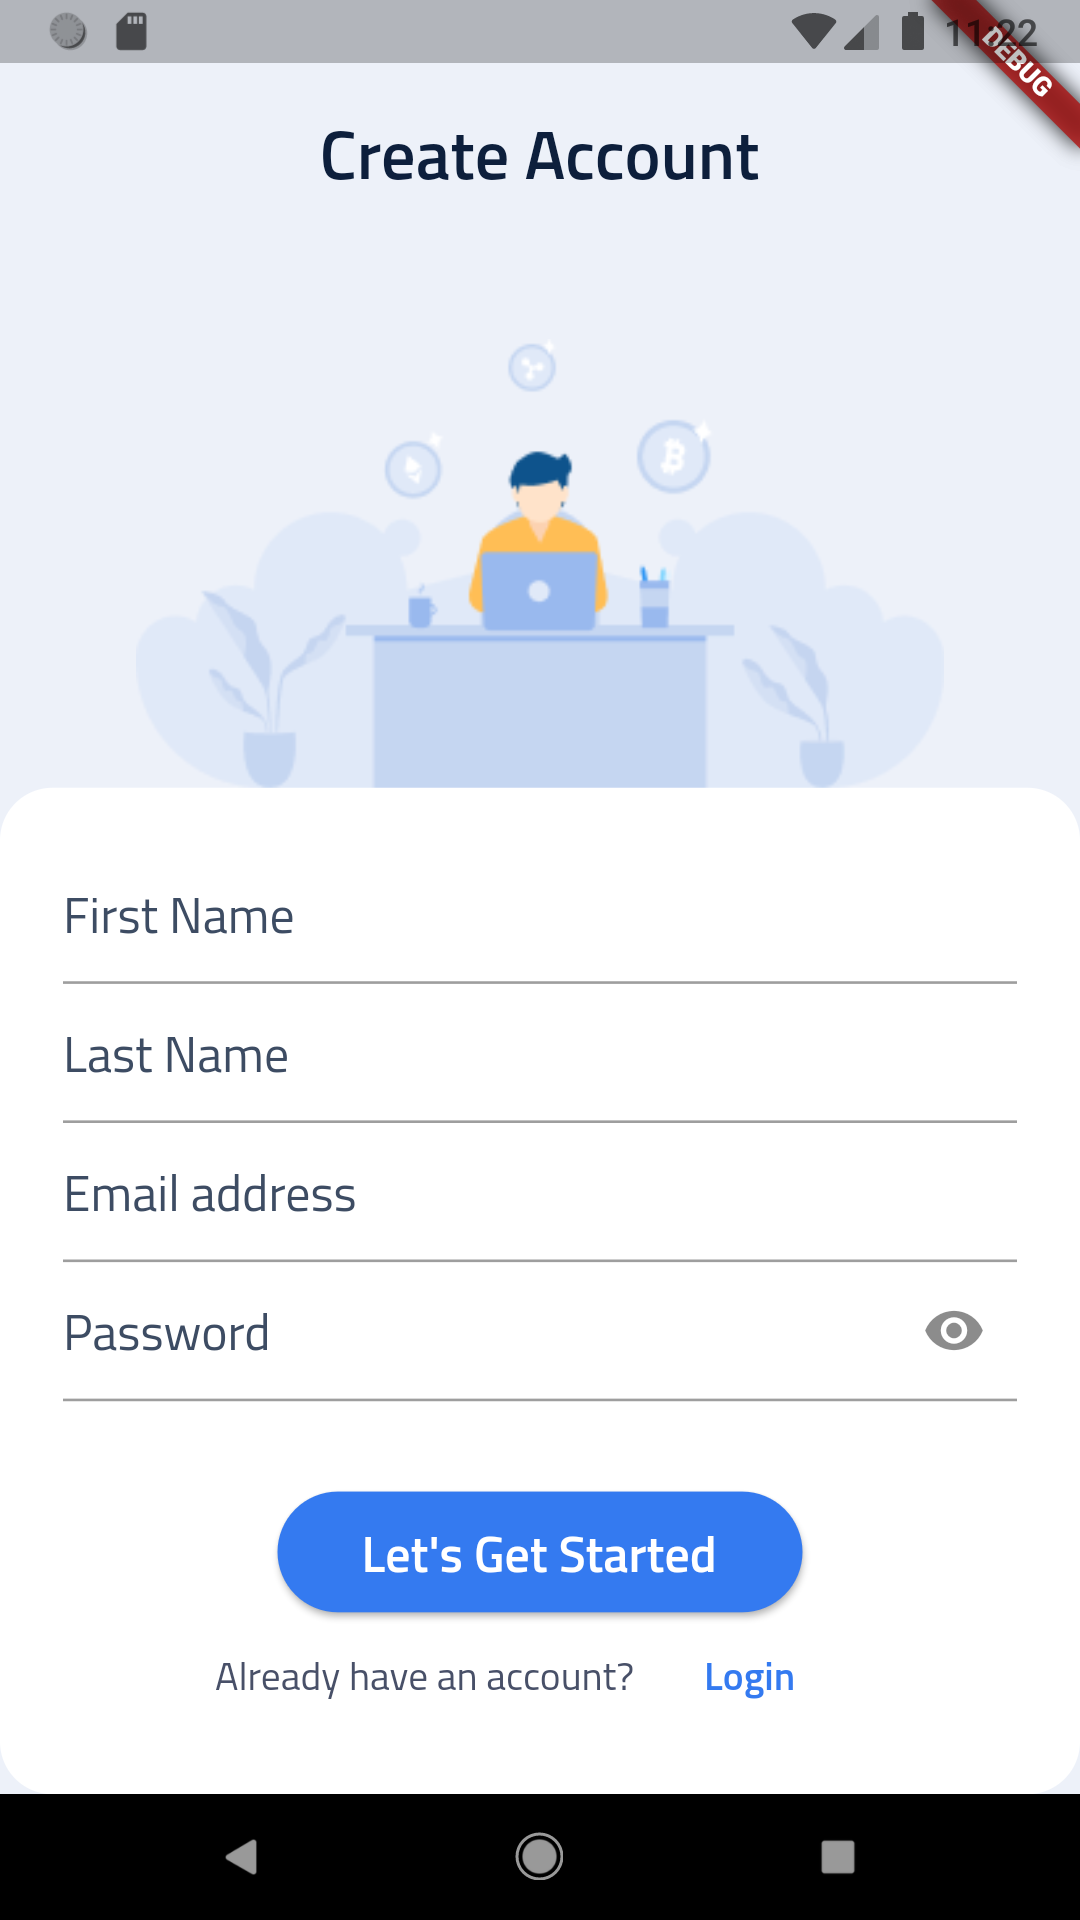 11:22
DEBUG
Create Account
First Name
Last Name
Email address
Password
Let's Get Started
Already have an account? Login